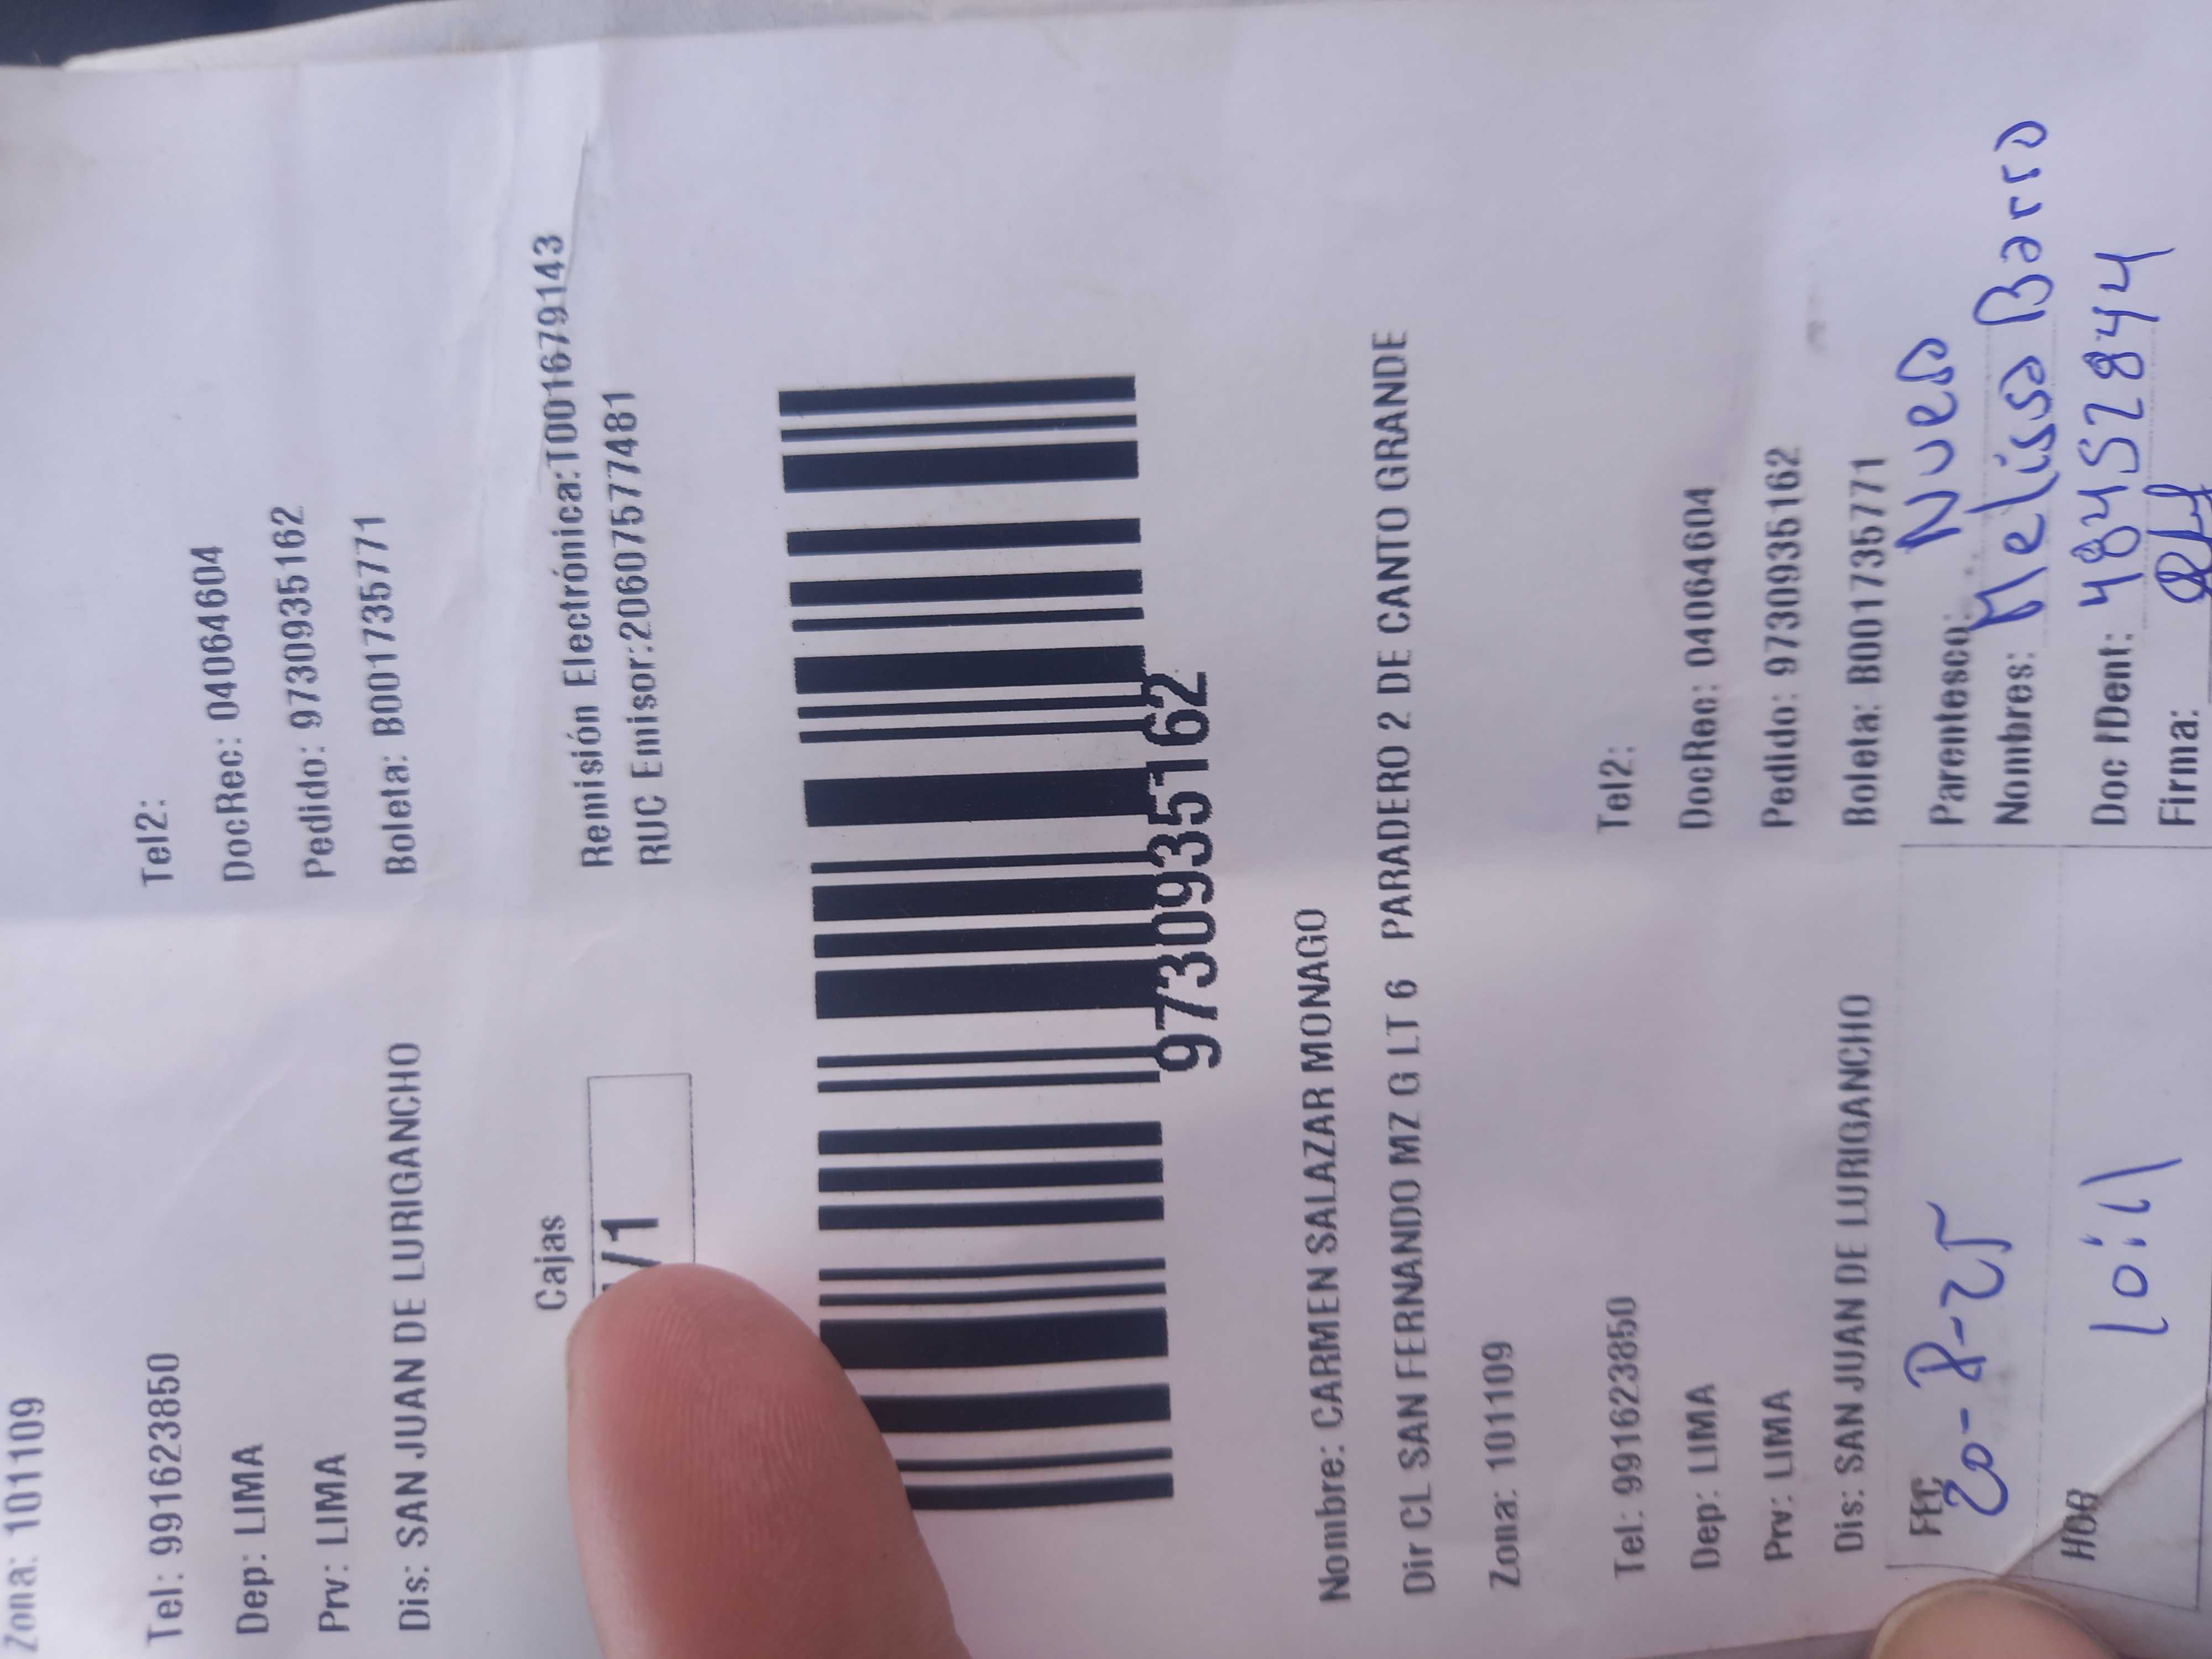 Zona: 101109
Tel: 991623850 Tel2:
Dep: LIMA DocRec: 04064604
Prv: LIMA Pedido: 9730935162
Dis: SAN JUAN DE LURIGANCHO Boleta: B001735771
Cajas Remisión Electrónica:T001679143
/1 RUC Emisor:20607577481
9730935162
Nombre: CARMEN SALAZAR MONAGO
Dir CL SAN FERNANDO MZ G LT 6 PARADERO 2 DE CANTO GRANDE
Zona: 101109
Tel: 991623850 Tel2:
Dep: LIMA DocRec: 04064604
Prv: LIMA Pedido: 9730935162
Dis: SAN JUAN DE LURIGANCHO Boleta: B001735771
FEC Parentesco: Nuera
20-8-25 Nombres: Melissa Barro
HOR Doc IDent: 48452844
10:11 Firma: